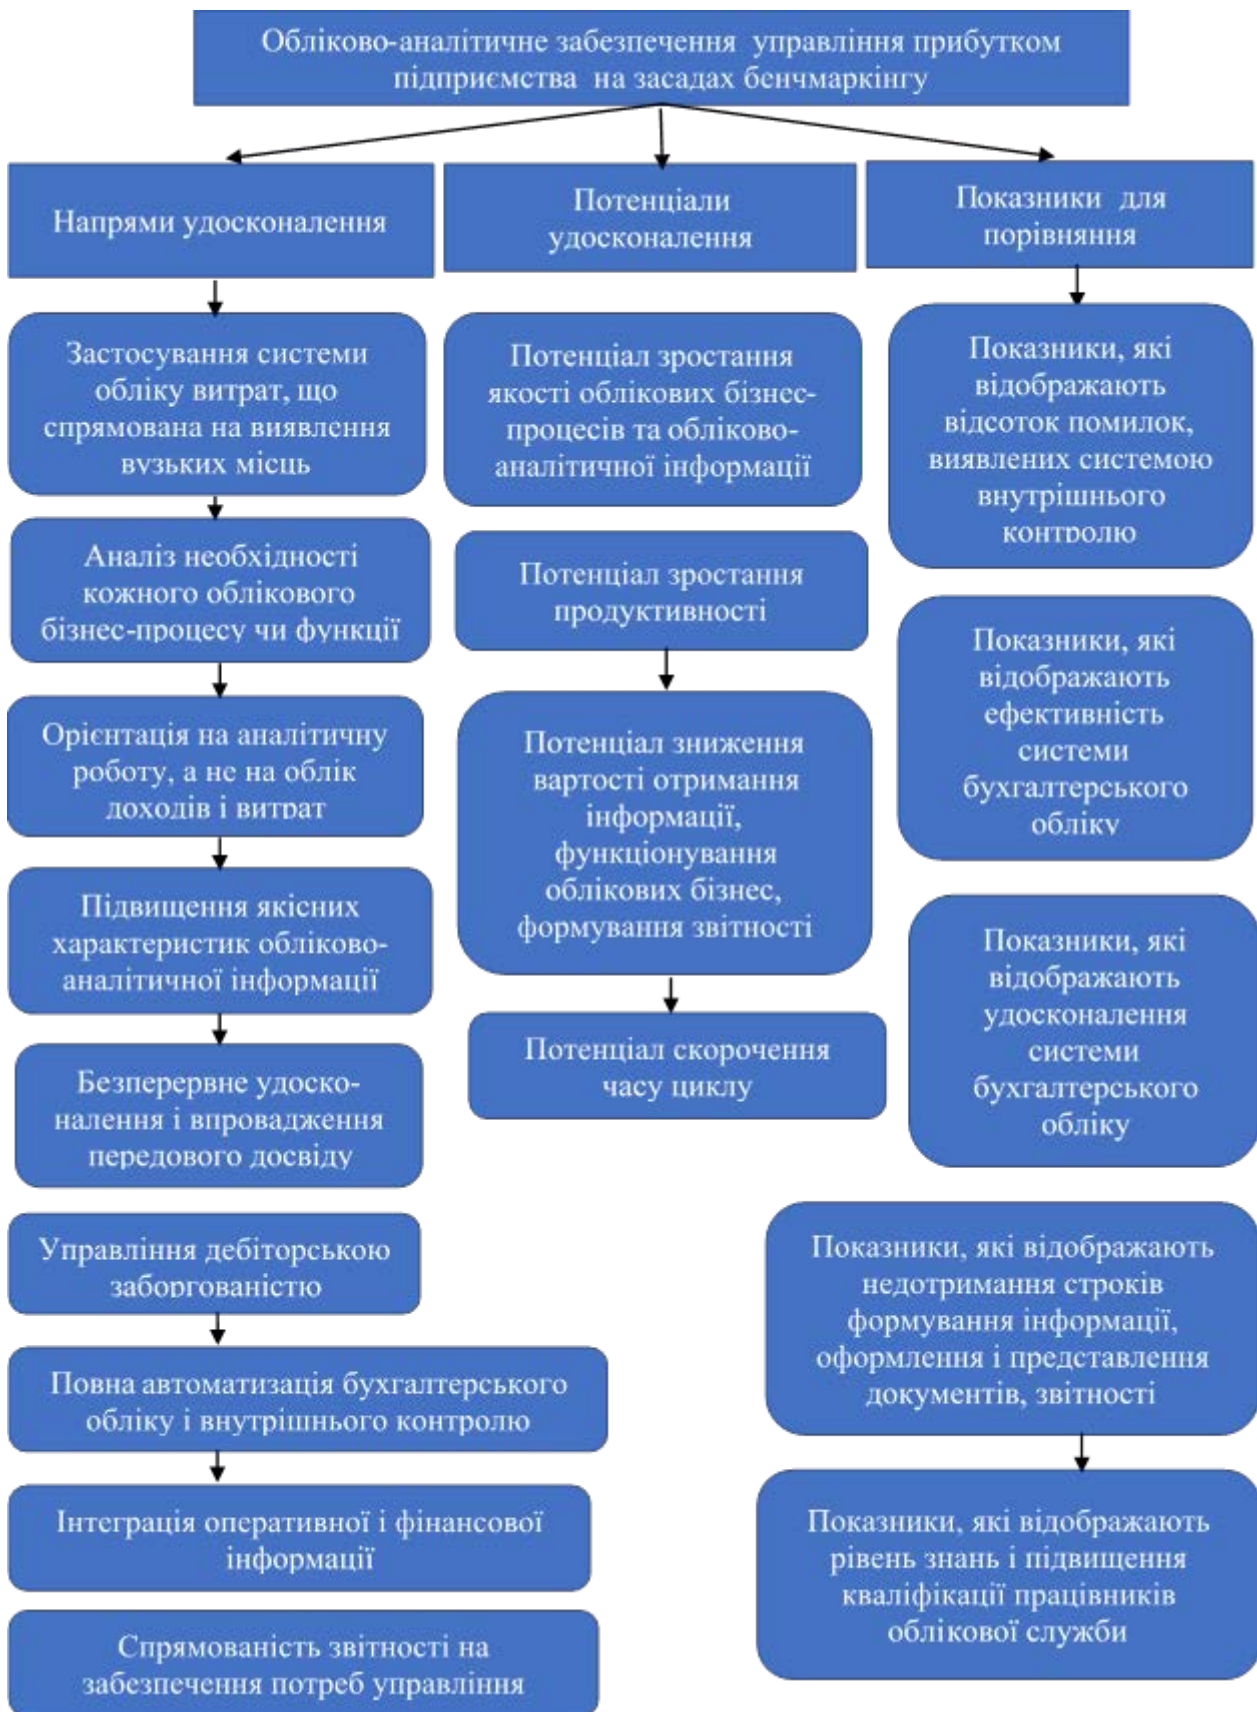 Обліково-аналітичне забезпечення управління прибутком
підприємства на засадах бенчмаркінгу
Напрями удосконалення
Потенціали
удосконалення
Показники для
порівняння
Застосування системи
обліку витрат, що
спрямована на виявлення
вузьких місць
Аналіз необхідності
кожного облікового
бізнес-процесу чи функції
Орієнтація на аналітичну
роботу, а не на облік
доходів і витрат
Підвищення якісних
характеристик обліково-
аналітичної інформації
Безперервне удоско-
налення і впровадження
передового досвіду
Управління дебіторською
заборгованістю
Повна автоматизація бухгалтерського
обліку і внутрішнього контролю
Інтеграція оперативної і фінансової
інформації
Спрямованість звітності на
забезпечення потреб управління
Потенціал зростання
якості облікових бізнес-
процесів та обліково-
аналітичної інформації
Потенціал зростання
продуктивності
Потенціал зниження
вартості отримання
інформації,
функціонування
облікових бізнес,
формування звітності
Потенціал скорочення
часу циклу
Показники, які
відображають
відсоток помилок,
виявлених системою
внутрішнього
контролю
Показники, які
відображають
ефективність
системи
бухгалтерського
обліку
Показники, які
відображають
удосконалення
системи
бухгалтерського
обліку
Показники, які відображають
недотримання строків
формування інформації,
оформлення і представлення
документів, звітності
Показники, які відображають
рівень знань і підвищення
кваліфікації працівників
облікової служби